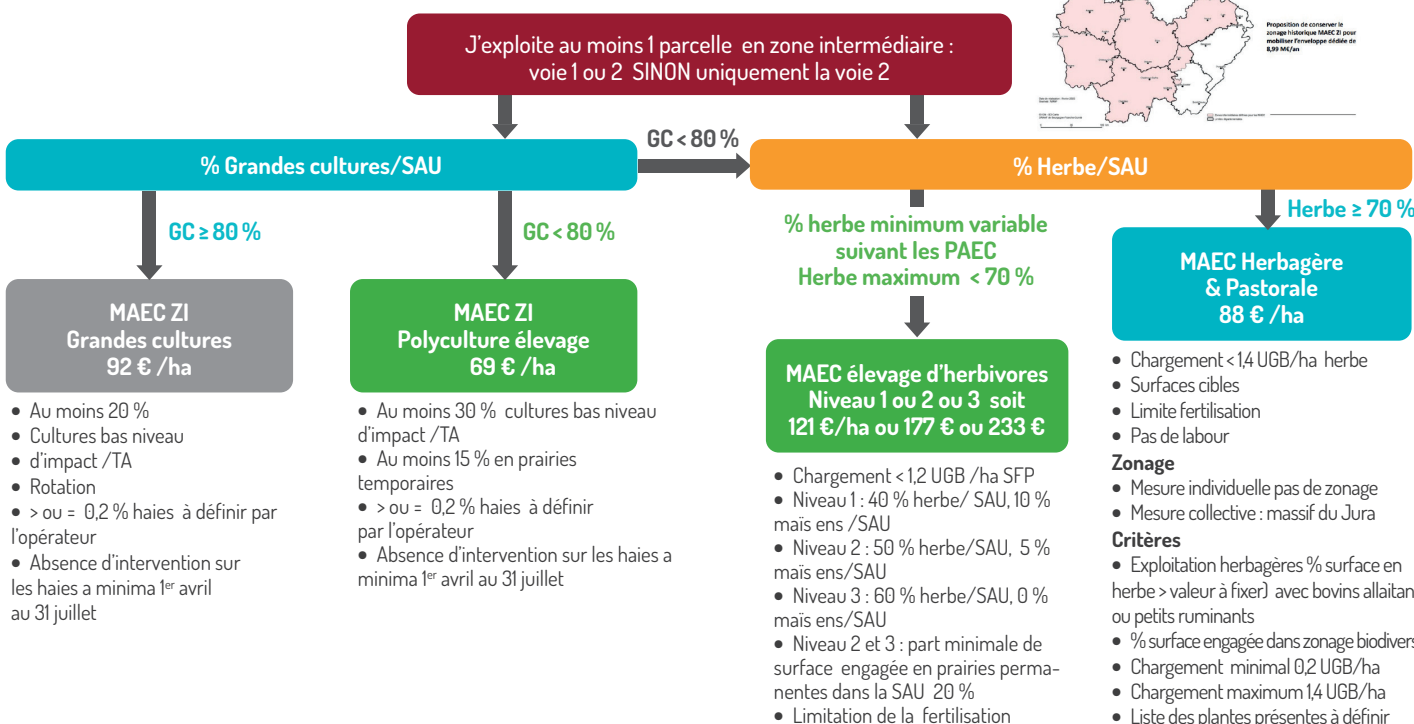 J'exploite au moins 1 parcelle en zone intermédiaire :
voie 1 ou 2 SINON uniquement la voie 2
Proposition de conserver le
zonage historique MAEC ZI pour
mobiliser l'enveloppe dédiée de
8,99 M€/an
GC < 80 %
% Grandes cultures/SAU
% Herbe/SAU
GC ≥ 80 %
GC < 80 %
% herbe minimum variable
suivant les PAEC
Herbe maximum < 70 %
Herbe ≥ 70 %
MAEC ZI
Grandes cultures
92 € /ha
• Au moins 20 %
• Cultures bas niveau
• d'impact /TA
• Rotation
• > ou = 0,2 % haies à définir par
l'opérateur
• Absence d'intervention sur
les haies a minima 1er avril
au 31 juillet
MAEC ZI
Polyculture élevage
69 € /ha
• Au moins 30 % cultures bas niveau
d'impact /TA
• Au moins 15 % en prairies
temporaires
• > ou = 0,2 % haies à définir
par l'opérateur
• Absence d'intervention sur les haies a
minima 1er avril au 31 juillet
MAEC élevage d'herbivores
Niveau 1 ou 2 ou 3 soit
121 €/ha ou 177 € ou 233 €
• Chargement < 1,2 UGB /ha SFP
• Niveau 1 : 40 % herbe/ SAU, 10 %
maïs ens /SAU
• Niveau 2 : 50 % herbe/SAU, 5 %
maïs ens/SAU
• Niveau 3 : 60 % herbe/SAU, 0 %
maïs ens/SAU
• Niveau 2 et 3 : part minimale de
surface engagée en prairies perma-
nentes dans la SAU 20 %
• Limitation de la fertilisation
MAEC Herbagère
& Pastorale
88 € /ha
• Chargement < 1,4 UGB/ha herbe
• Surfaces cibles
• Limite fertilisation
• Pas de labour
Zonage
• Mesure individuelle pas de zonage
• Mesure collective : massif du Jura
Critères
• Exploitation herbagères % surface en
herbe > valeur à fixer) avec bovins allaitan
ou petits ruminants
• % surface engagée dans zonage biodivers
• Chargement minimal 0,2 UGB/ha
• Chargement maximum 1,4 UGB/ha
• Liste des plantes présentes à définir